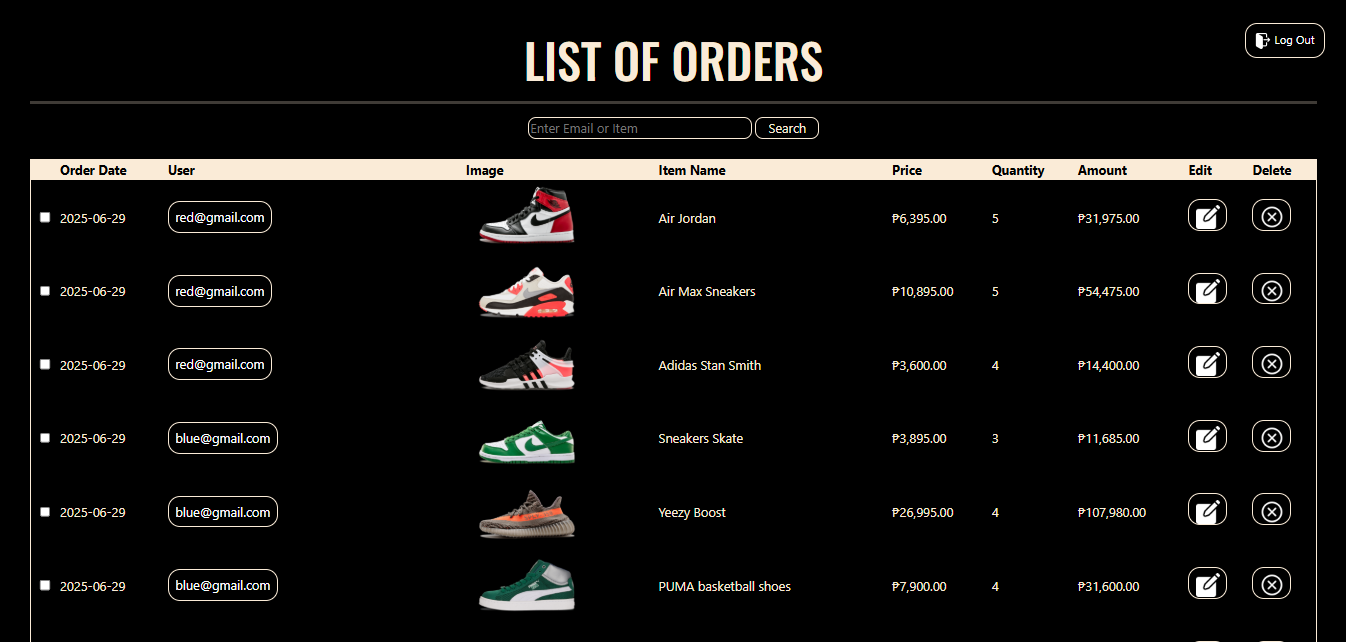 Log Out
LIST OF ORDERS
Enter Email or Item Search
Order Date User Image Item Name Price Quantity Amount Edit Delete
2025-06-29 red@gmail.com Air Jordan ₱6,395.00 5 ₱31,975.00
2025-06-29 red@gmail.com Air Max Sneakers ₱10,895.00 5 ₱54,475.00
2025-06-29 red@gmail.com Adidas Stan Smith ₱3,600.00 4 ₱14,400.00
2025-06-29 blue@gmail.com Sneakers Skate ₱3,895.00 3 ₱11,685.00
2025-06-29 blue@gmail.com Yeezy Boost ₱26,995.00 4 ₱107,980.00
2025-06-29 blue@gmail.com PUMA basketball shoes ₱7,900.00 4 ₱31,600.00